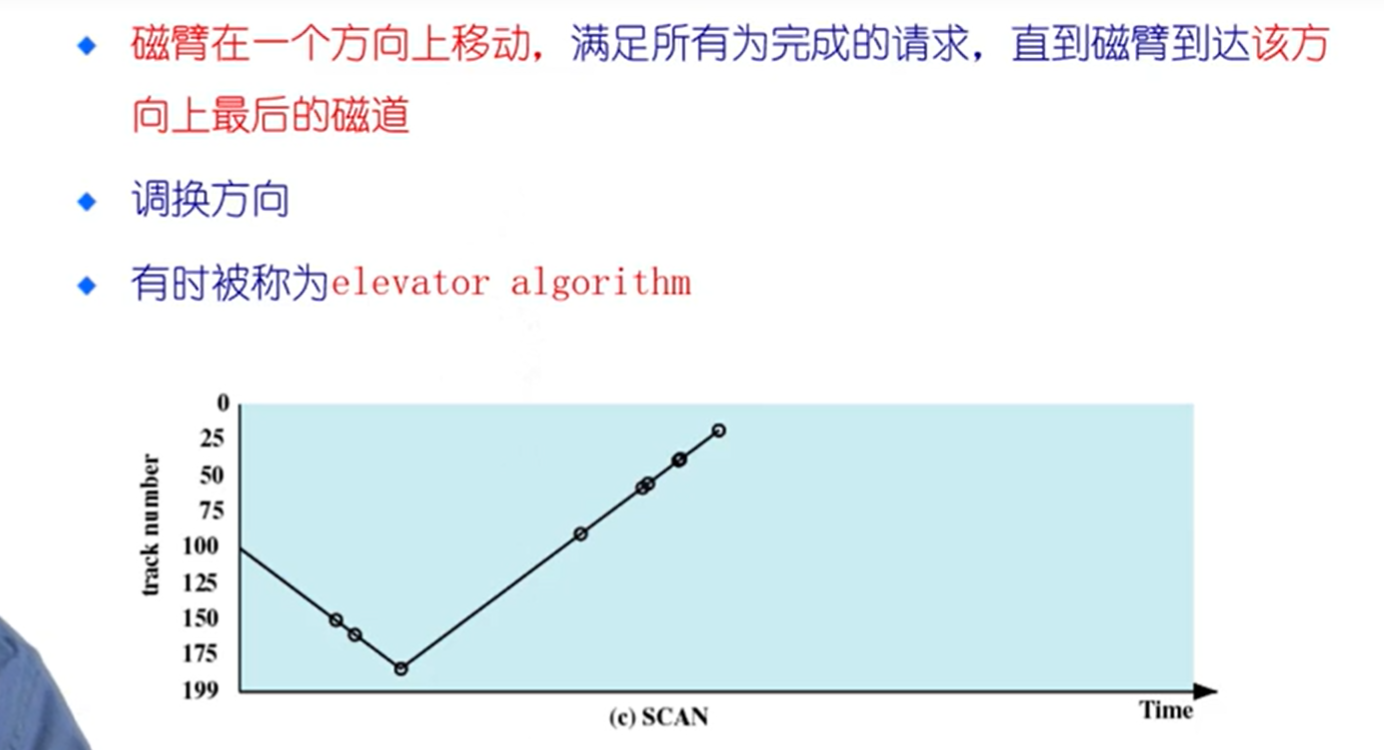 磁臂在一个方向上移动，满足所有为完成的请求，直到磁臂到达该方
向上最后的磁道
调换方向
有时被称为elevator algorithm
0
25
50
75
100
125
150
175
199
track number
Time
(c) SCAN